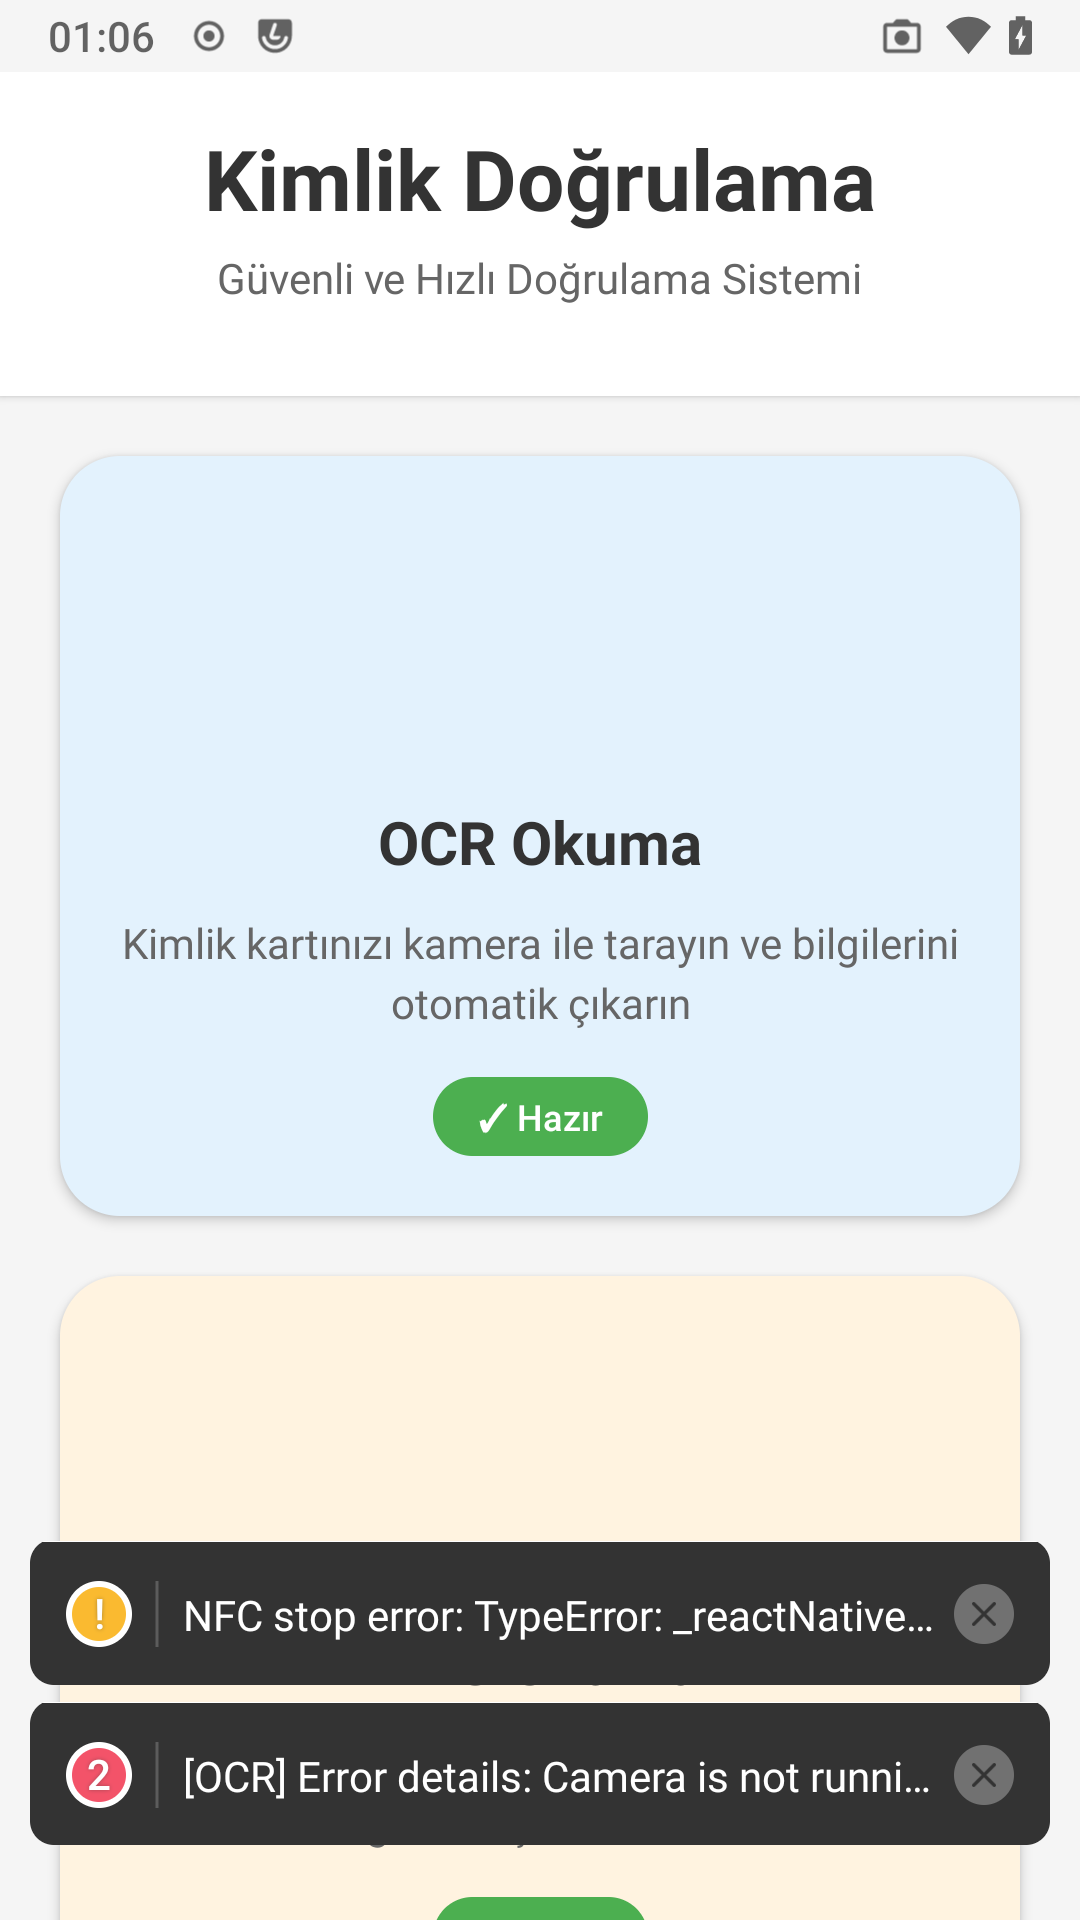 01:06
Kimlik Doğrulama
Güvenli ve Hızlı Doğrulama Sistemi
OCR Okuma
Kimlik kartınızı kamera ile tarayın ve bilgilerini
otomatik çıkarın
✓ Hazır
! NFC stop error: TypeError: _reactNative…
2 [OCR] Error details: Camera is not runni…